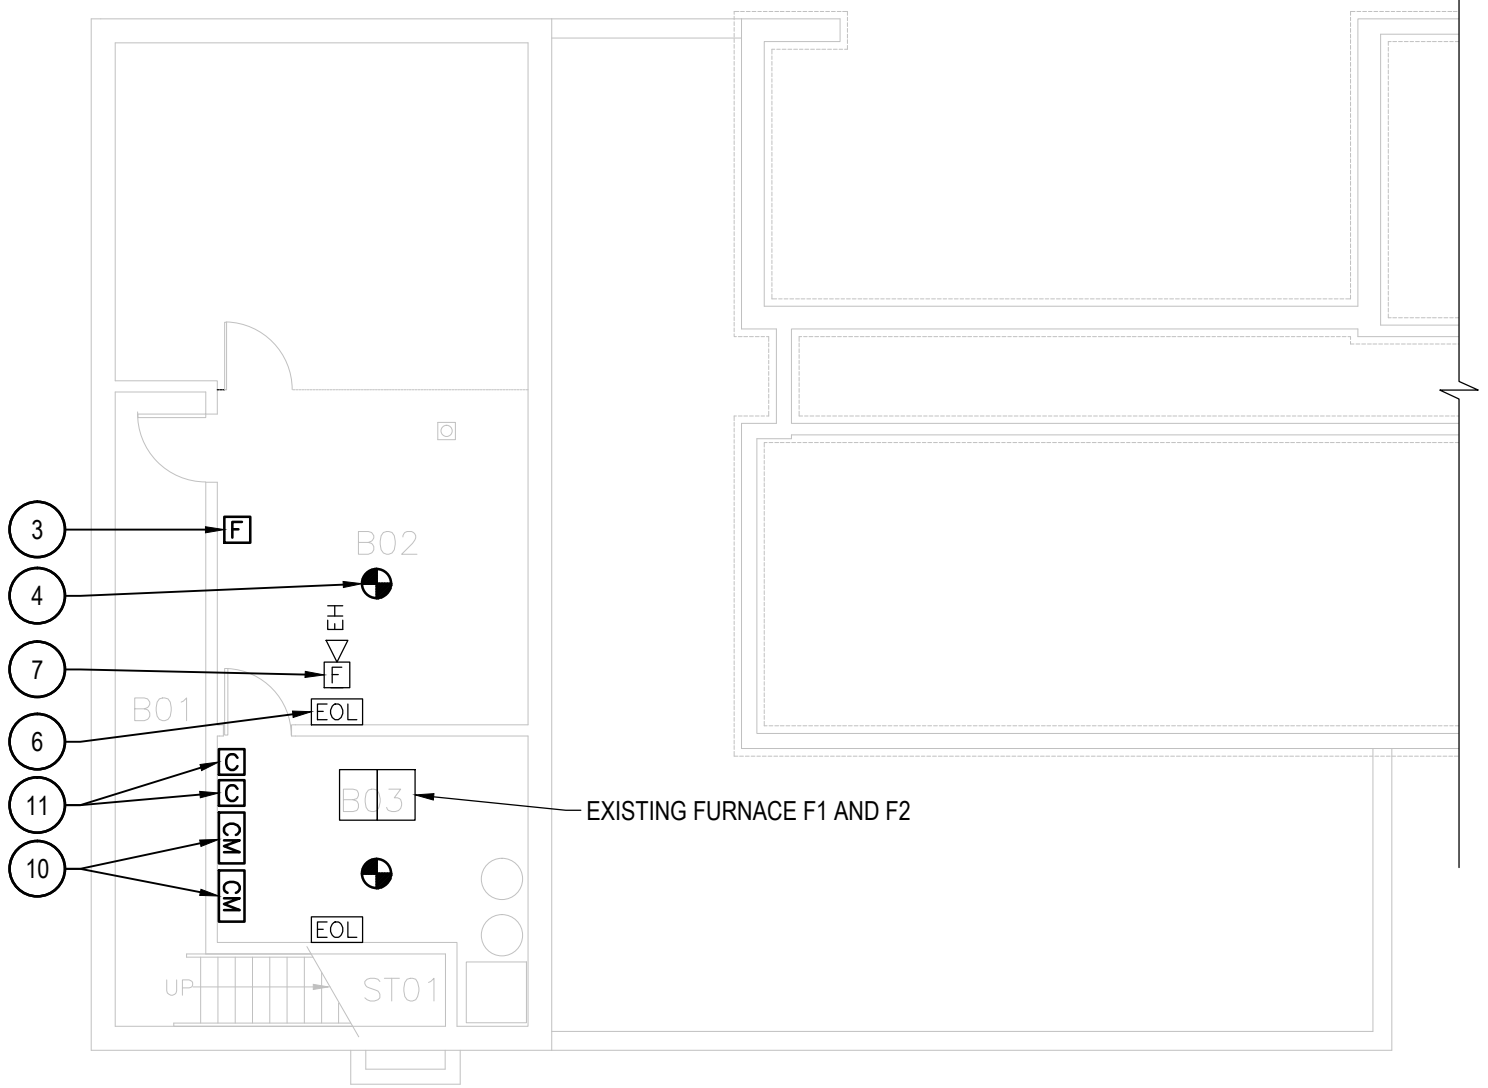 3
F
B02
4
EH
7
F
B01
EOL
6
C
11
C
B03
EXISTING FURNACE F1 AND F2
CM
10
CM
EOL
UP
ST01